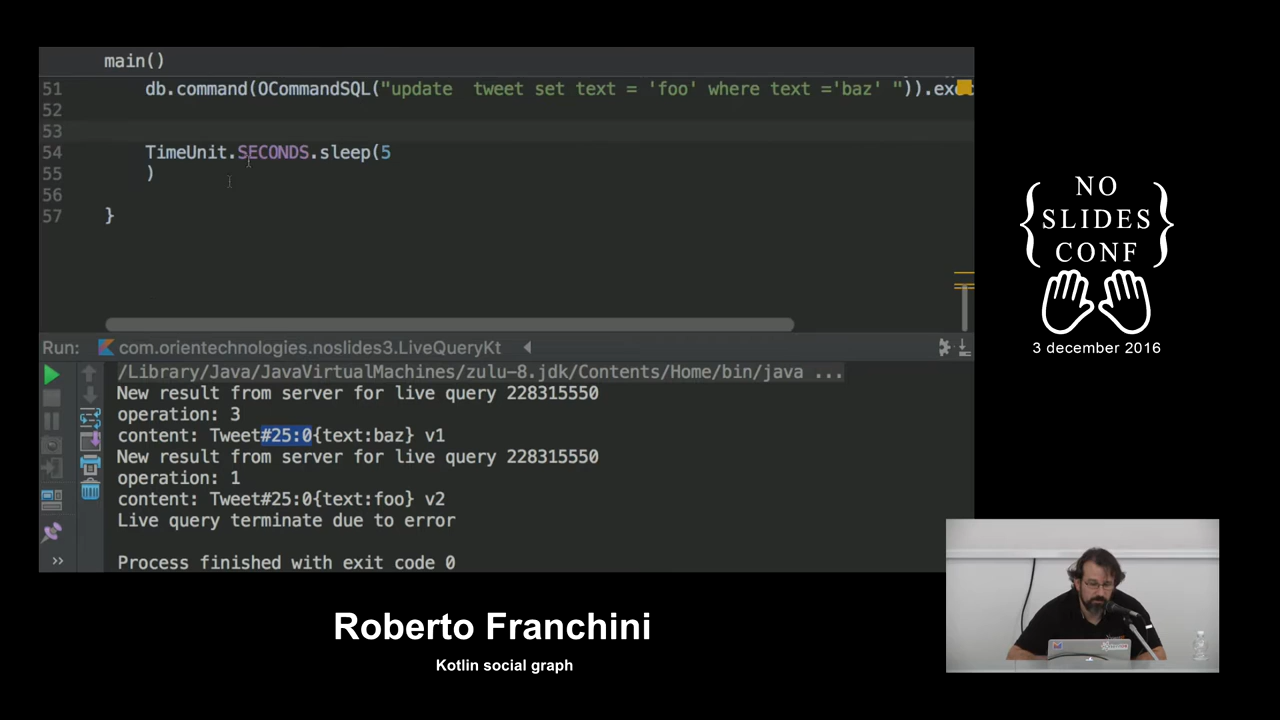 main()
51 db.command(OCommandSQL("update tweet set text = 'foo' where text ='baz' ")).exe
52
53
54 TimeUnit.SECONDS.sleep(5
55 )
56
57 }
Run: com.orientechnologies.noslides3.LiveQueryKt
/Library/Java/JavaVirtualMachines/zulu-8.jdk/Contents/Home/bin/java ...
New result from server for live query 228315550
operation: 3
content: Tweet#25:0{text:baz} v1
New result from server for live query 228315550
operation: 1
content: Tweet#25:0{text:foo} v2
Live query terminate due to error
Process finished with exit code 0
NO
SLIDES
CONF
3 december 2016
Roberto Franchini
Kotlin social graph